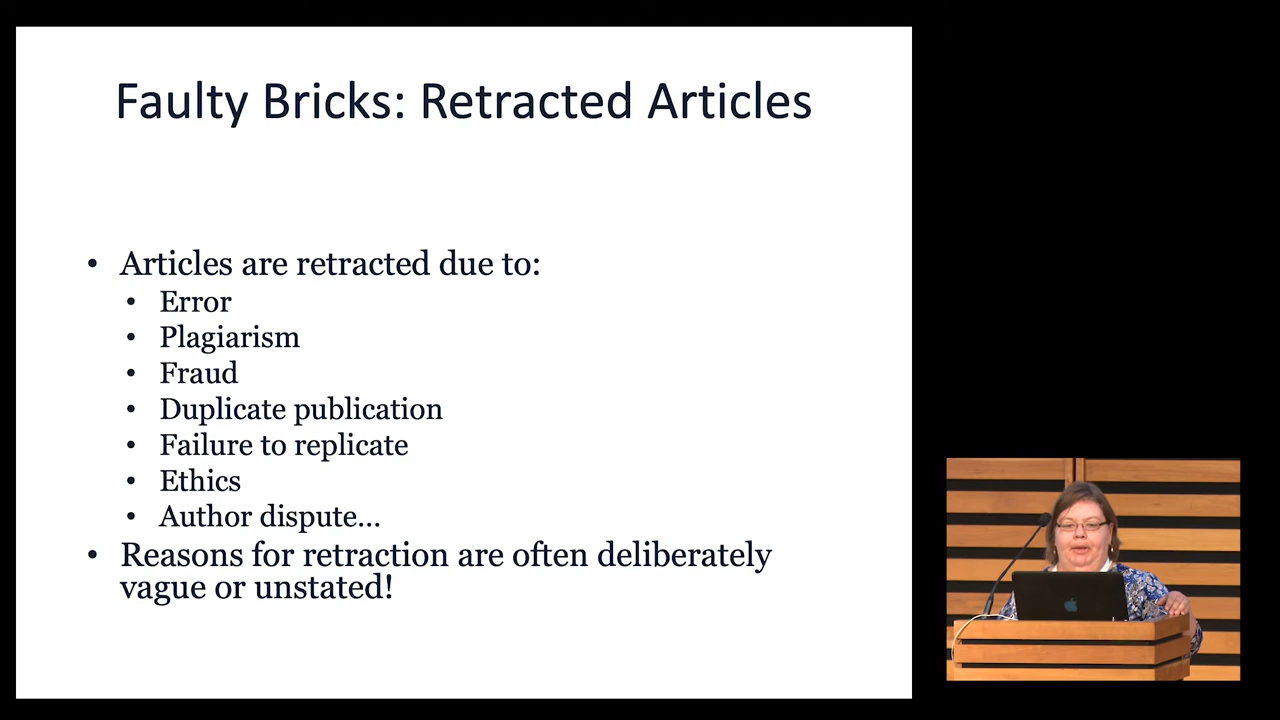 Faulty Bricks: Retracted Articles
• Articles are retracted due to:
• Error
• Plagiarism
• Fraud
• Duplicate publication
• Failure to replicate
• Ethics
• Author dispute…
• Reasons for retraction are often deliberately
vague or unstated!